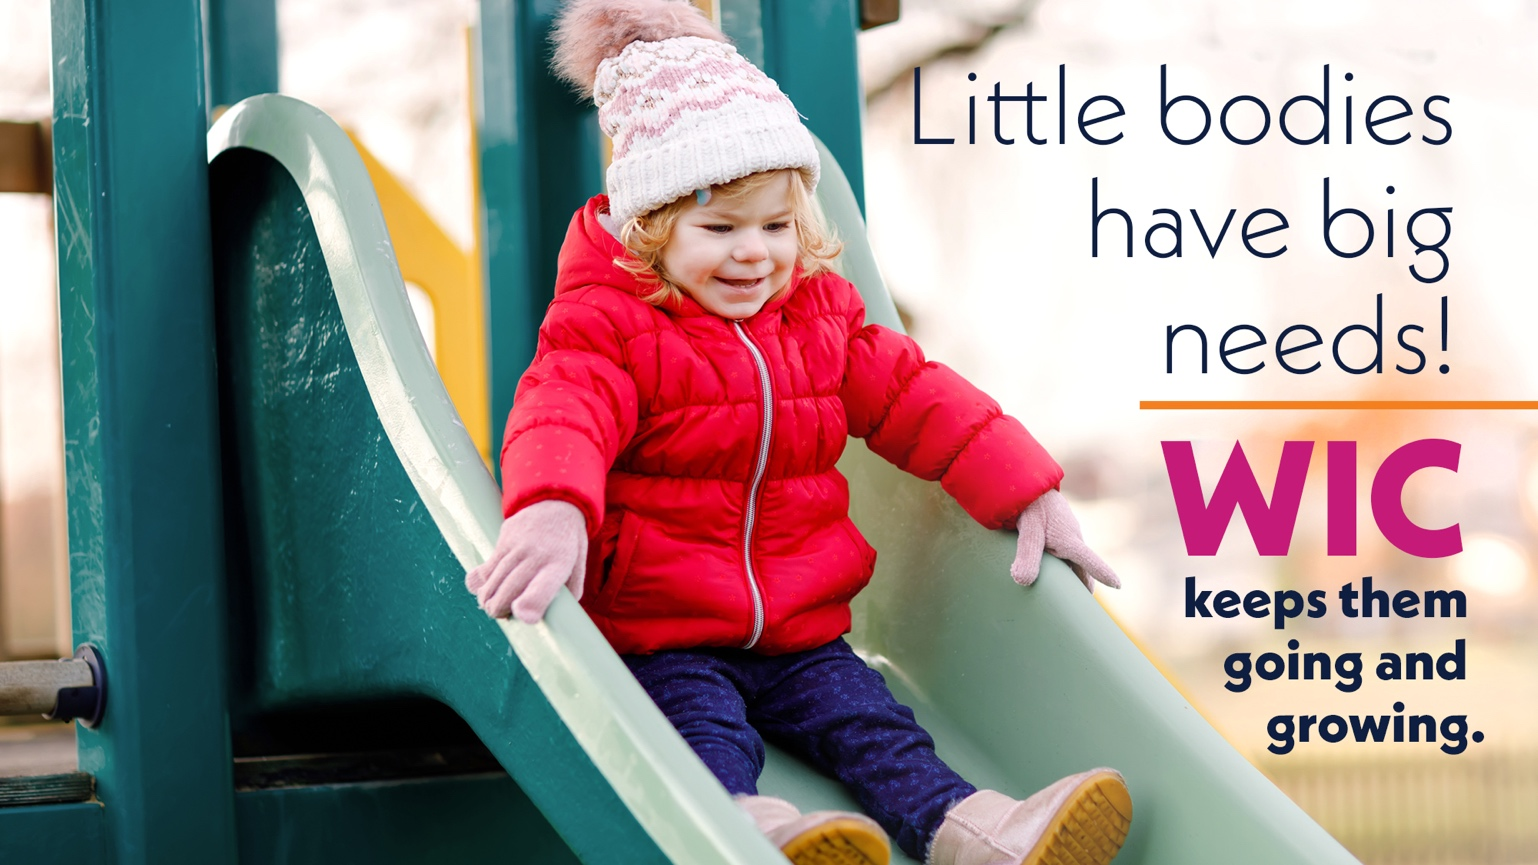 Little bodies
have big
needs!
WIC
keeps them
going and
growing.